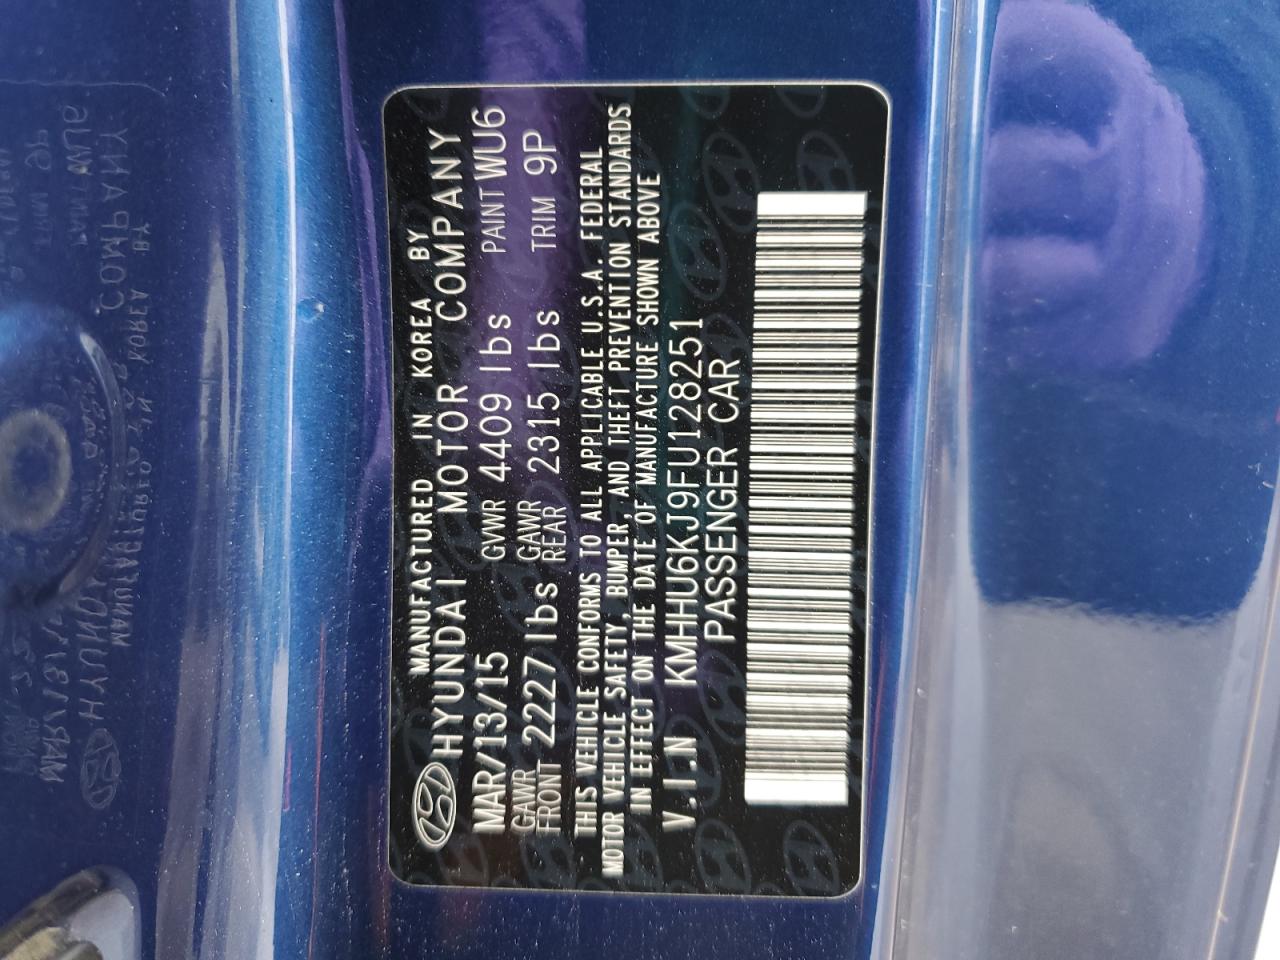 MANUFACTURED IN KOREA BY
HYUNDAI MOTOR COMPANY
MAR/13/15 GVWR 4409 lbs PAINT WU6
GAWR FRONT 2227 lbs GAWR REAR 2315 lbs TRIM 9P
THIS VEHICLE CONFORMS TO ALL APPLICABLE U.S.A. FEDERAL
MOTOR VEHICLE SAFETY, BUMPER, AND THEFT PREVENTION STANDARDS
IN EFFECT ON THE DATE OF MANUFACTURE SHOWN ABOVE
V.I.N KMHHU6KJ9FU128251
PASSENGER CAR